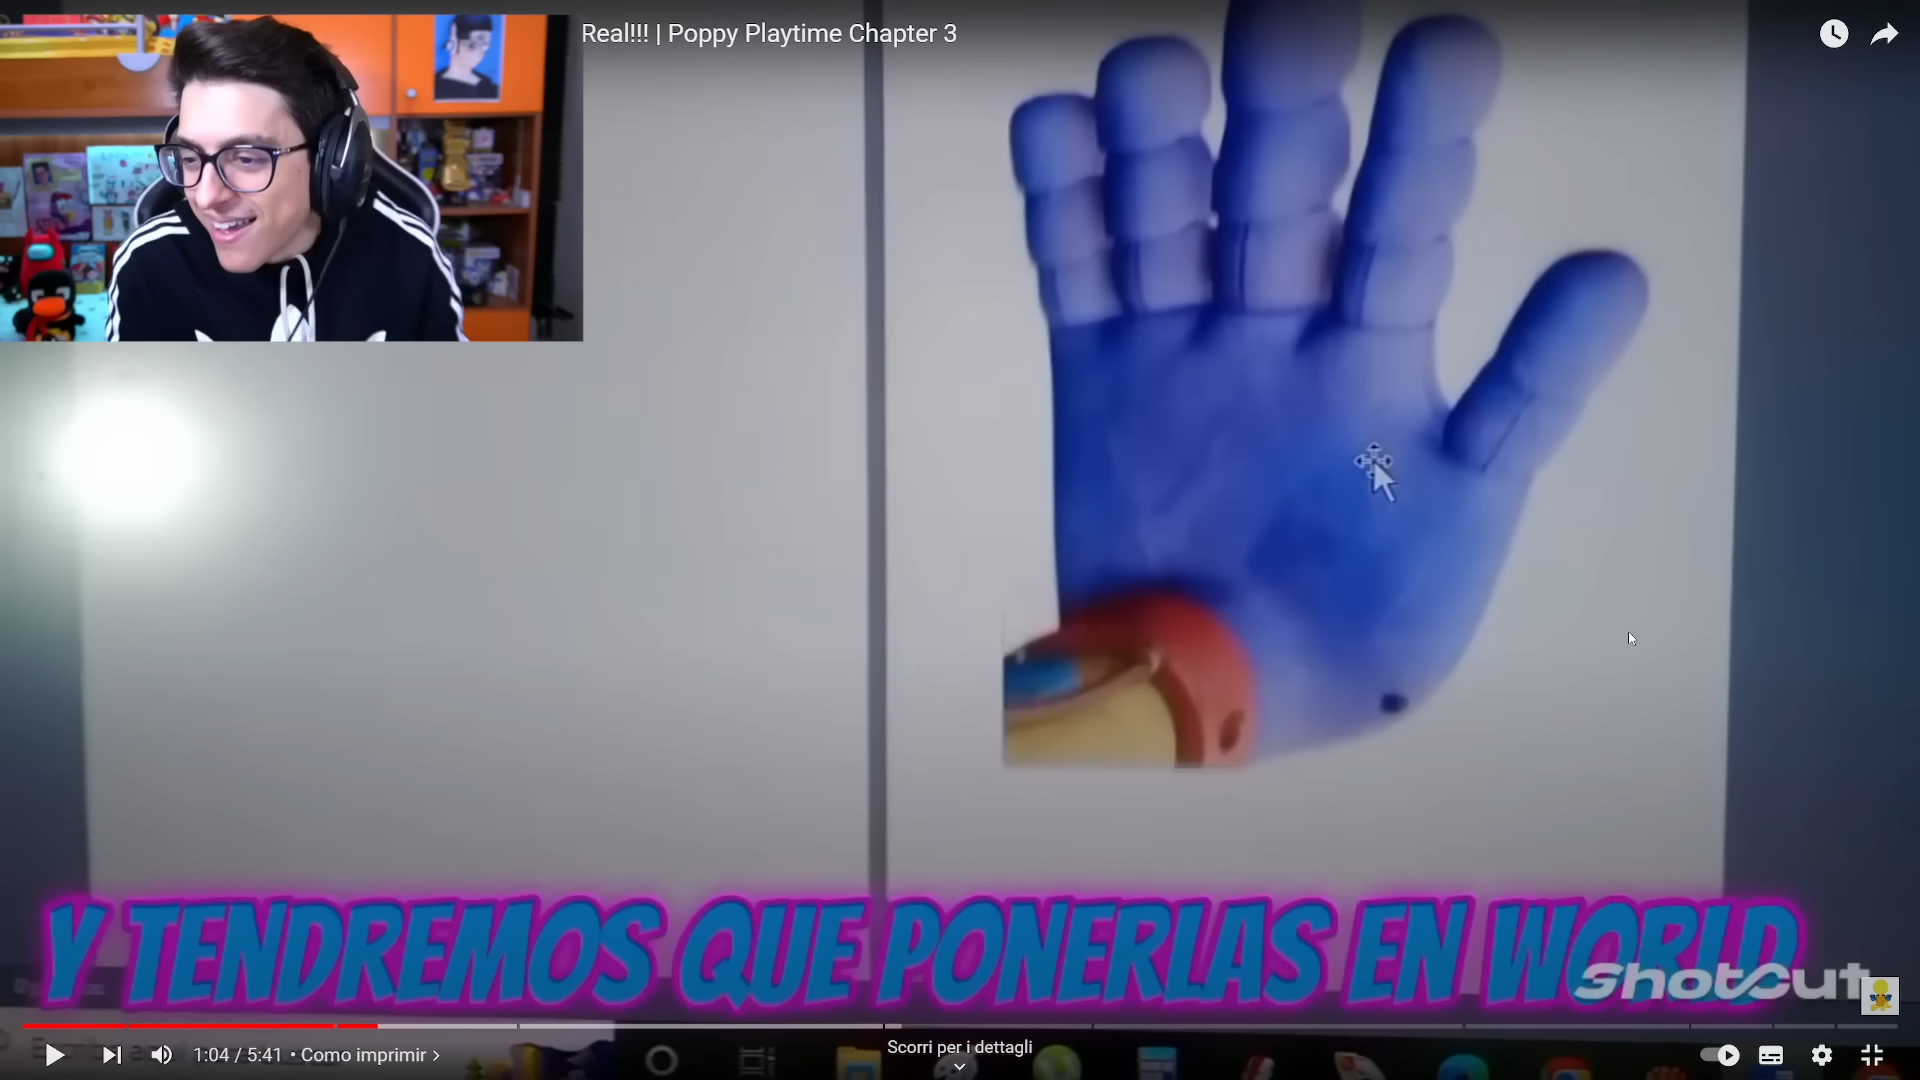 Real!!! | Poppy Playtime Chapter 3
Y TENDREMOS QUE PONERLAS EN WORLD
ShotCut
1:04 / 5:41 • Como imprimir >
Scorri per i dettagli